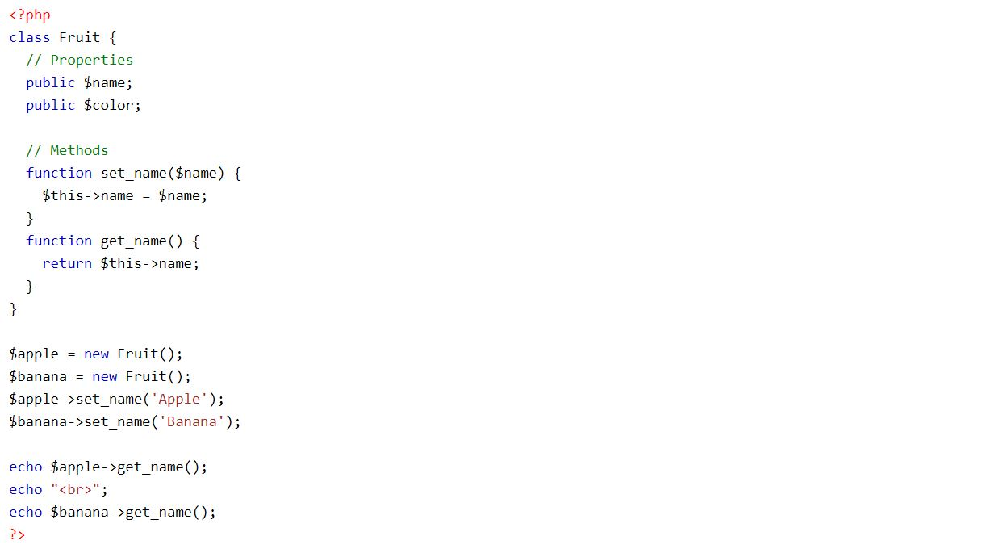 <?php
class Fruit {
  // Properties
  public $name;
  public $color;

  // Methods
  function set_name($name) {
    $this->name = $name;
  }
  function get_name() {
    return $this->name;
  }
}

$apple = new Fruit();
$banana = new Fruit();
$apple->set_name('Apple');
$banana->set_name('Banana');

echo $apple->get_name();
echo "<br>";
echo $banana->get_name();
?>